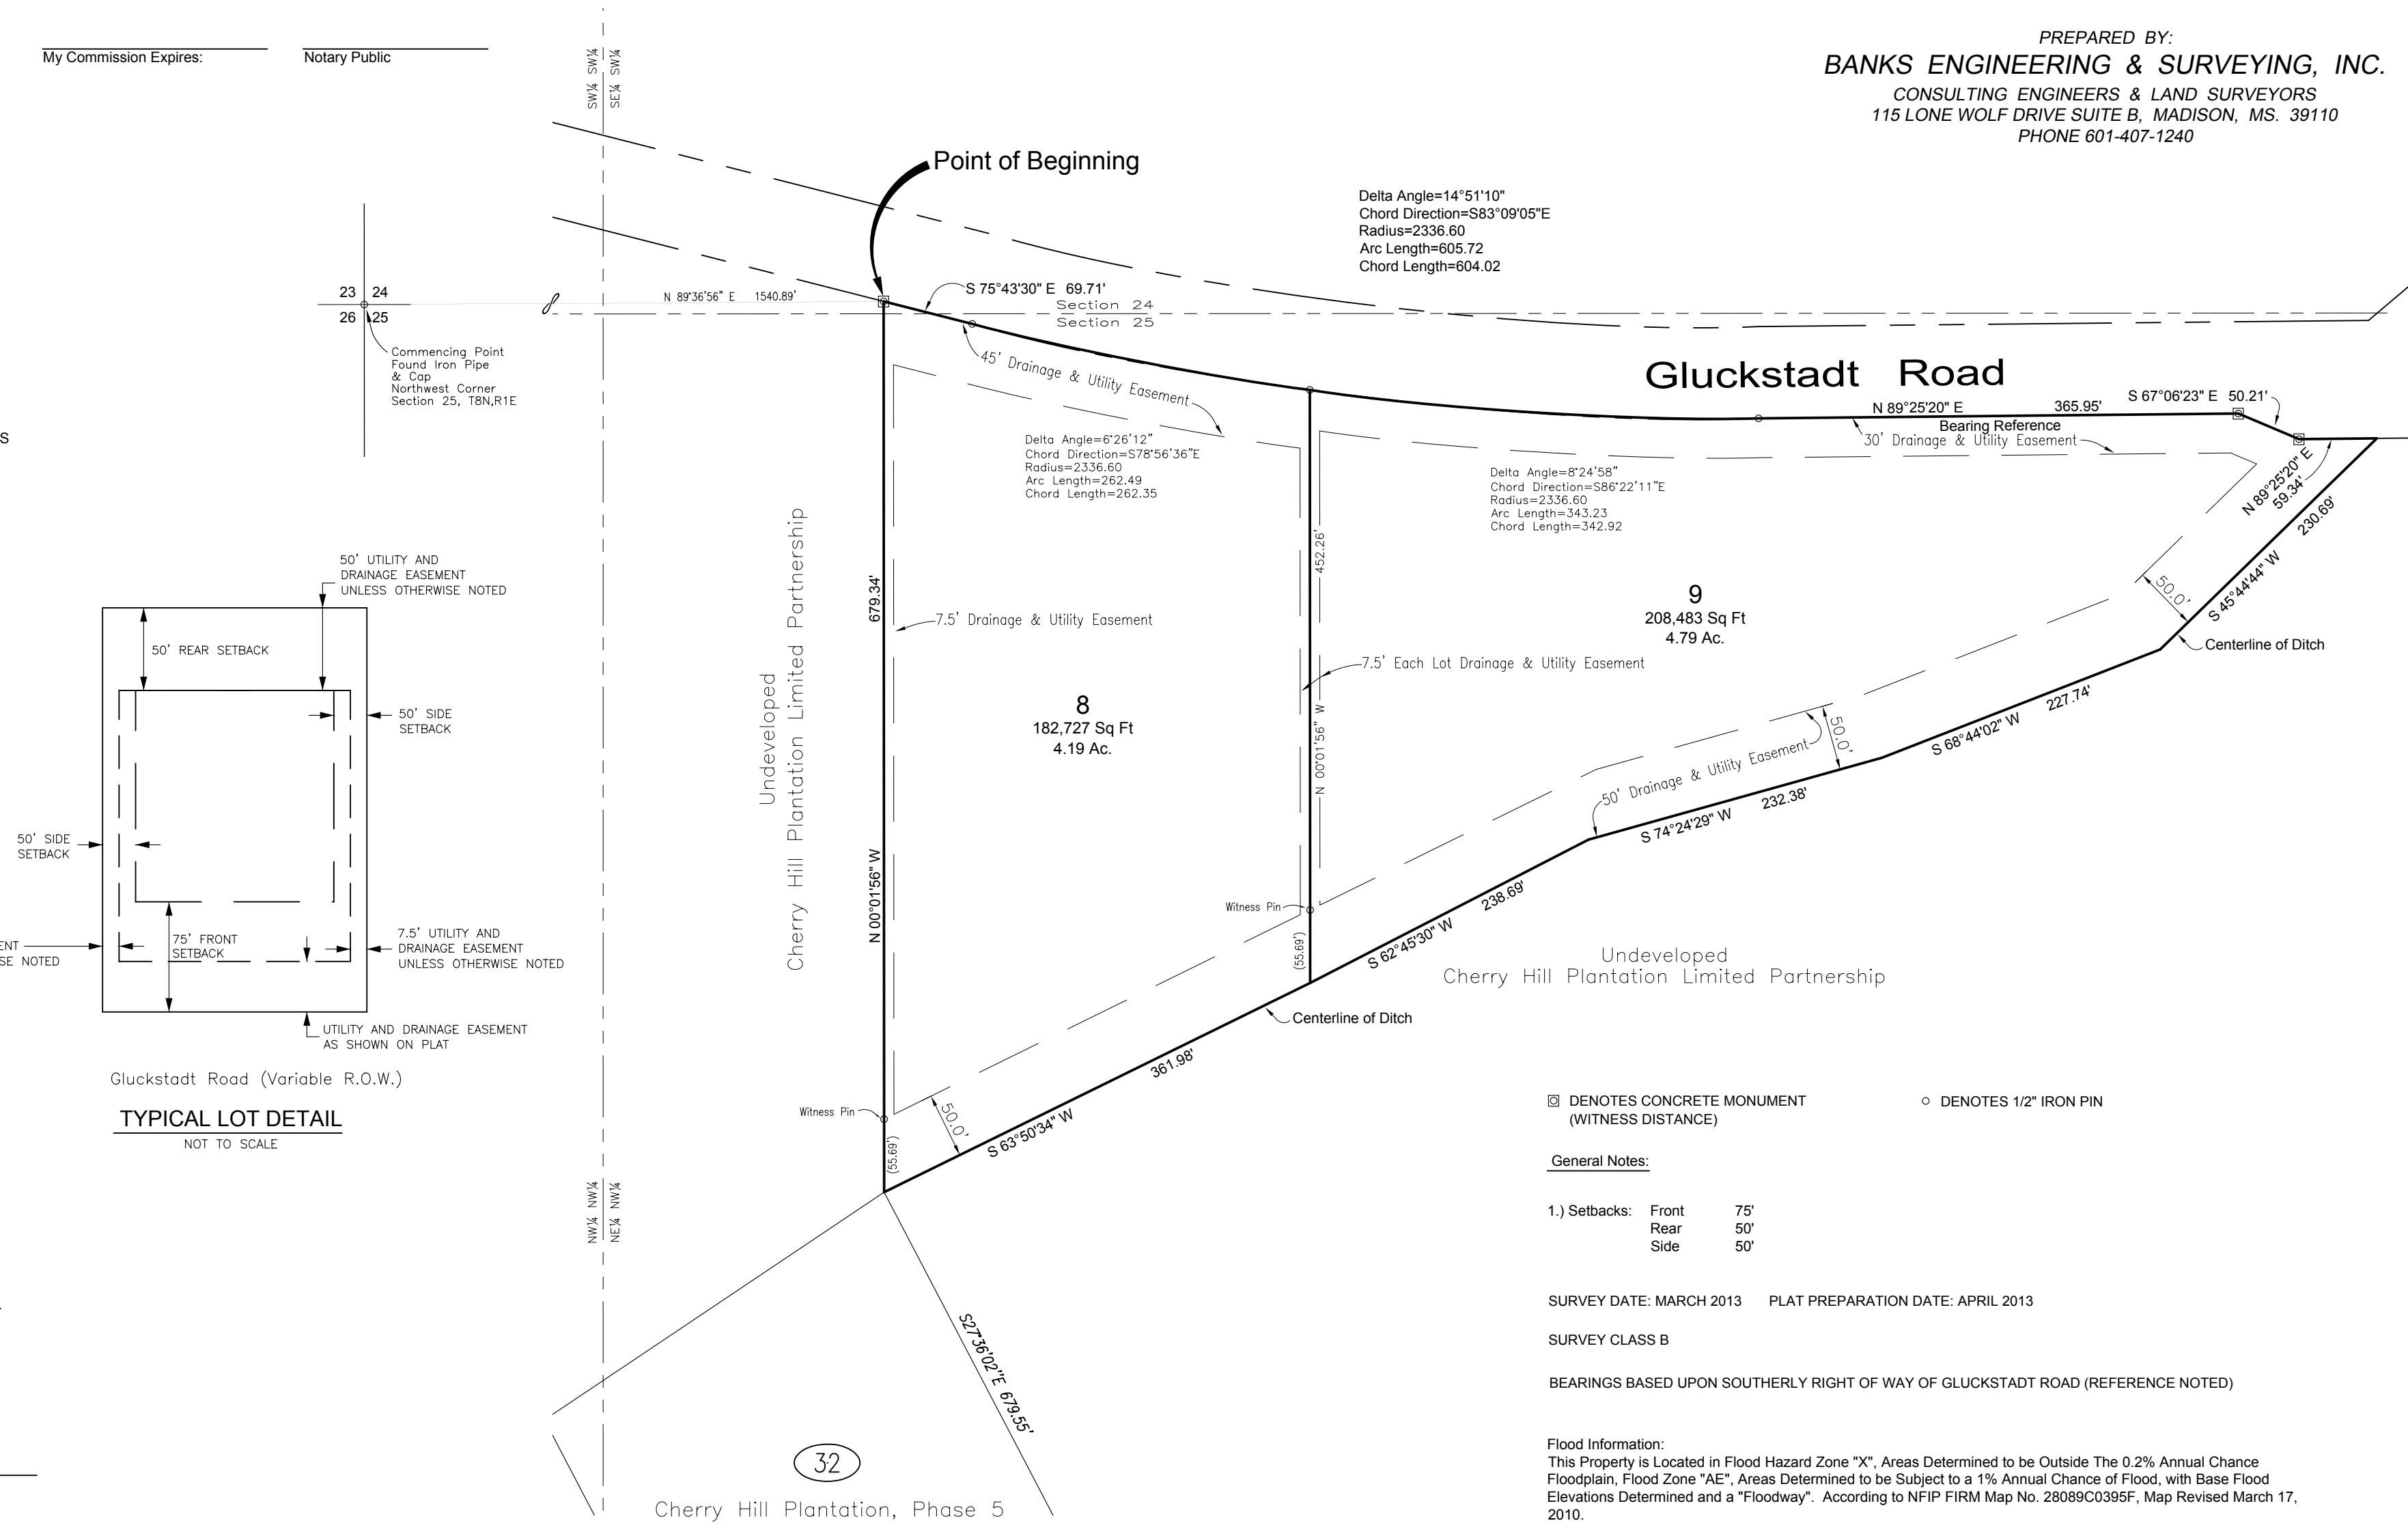 My Commission Expires:
Notary Public
SW¼ SW¼
SE¼ SW¼
PREPARED BY:
BANKS ENGINEERING & SURVEYING, INC.
CONSULTING ENGINEERS & LAND SURVEYORS
115 LONE WOLF DRIVE SUITE B, MADISON, MS. 39110
PHONE 601-407-1240
Point of Beginning
Delta Angle=14°51'10"
Chord Direction=S83°09'05"E
Radius=2336.60
Arc Length=605.72
Chord Length=604.02
23 24
26 25
N 89°36'56" E 1540.89'
S 75°43'30" E 69.71'
Section 24
Section 25
Commencing Point
Found Iron Pipe
& Cap
Northwest Corner
Section 25, T8N,R1E
45' Drainage & Utility Easement
Gluckstadt Road
N 89°25'20" E 365.95'
Bearing Reference
S 67°06'23" E 50.21'
30' Drainage & Utility Easement
N 89°25'20" E
59.34'
S
Delta Angle=6°26'12"
Chord Direction=S78°56'36"E
Radius=2336.60
Arc Length=262.49
Chord Length=262.35
Delta Angle=8°24'58"
Chord Direction=S86°22'11"E
Radius=2336.60
Arc Length=343.23
Chord Length=342.92
S 45°44'44" W 230.69'
50.0'
Centerline of Ditch
50' UTILITY AND
DRAINAGE EASEMENT
UNLESS OTHERWISE NOTED
50' REAR SETBACK
50' SIDE
SETBACK
50' SIDE
SETBACK
75' FRONT
SETBACK
7.5' UTILITY AND
DRAINAGE EASEMENT
UNLESS OTHERWISE NOTED
ENT
SE NOTED
UTILITY AND DRAINAGE EASEMENT
AS SHOWN ON PLAT
Gluckstadt Road (Variable R.O.W.)
TYPICAL LOT DETAIL
NOT TO SCALE
Undeveloped
Cherry Hill Plantation Limited Partnership
N 00°01'56" W 679.34'
7.5' Drainage & Utility Easement
8
182,727 Sq Ft
4.19 Ac.
N 00°01'56" W 452.26'
7.5' Each Lot Drainage & Utility Easement
9
208,483 Sq Ft
4.79 Ac.
S 68°44'02" W 227.74'
50.0'
50' Drainage & Utility Easement
S 74°24'29" W 232.38'
Witness Pin
(55.69')
S 62°45'30" W 238.69'
Undeveloped
Cherry Hill Plantation Limited Partnership
Centerline of Ditch
S 63°50'34" W 361.98'
50.0'
Witness Pin
(55.69')
NW¼ NW¼
NE¼ NW¼
S27°36'02"E 679.55'
32
Cherry Hill Plantation, Phase 5
DENOTES CONCRETE MONUMENT
(WITNESS DISTANCE)
DENOTES 1/2" IRON PIN
General Notes:
1.) Setbacks: Front 75'
Rear 50'
Side 50'
SURVEY DATE: MARCH 2013 PLAT PREPARATION DATE: APRIL 2013
SURVEY CLASS B
BEARINGS BASED UPON SOUTHERLY RIGHT OF WAY OF GLUCKSTADT ROAD (REFERENCE NOTED)
Flood Information:
This Property is Located in Flood Hazard Zone "X", Areas Determined to be Outside The 0.2% Annual Chance
Floodplain, Flood Zone "AE", Areas Determined to be Subject to a 1% Annual Chance of Flood, with Base Flood
Elevations Determined and a "Floodway". According to NFIP FIRM Map No. 28089C0395F, Map Revised March 17,
2010.